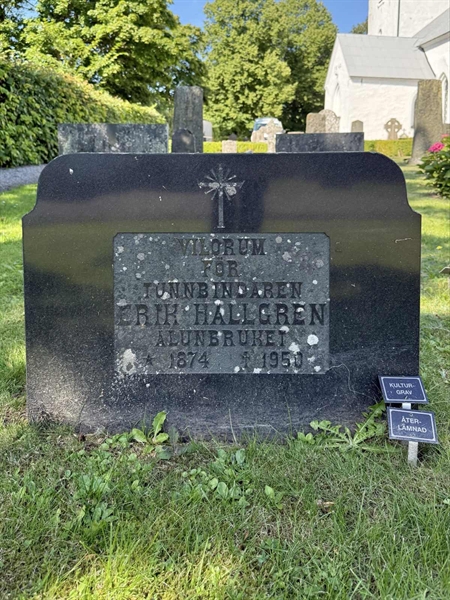 VILORUM
FÖR
TUNNBINDAREN
ERIK HALLGREN
ALUNBRUKET
* 1874 † 1950
KULTUR-
GRAV
ÅTER-
LÄMNAD